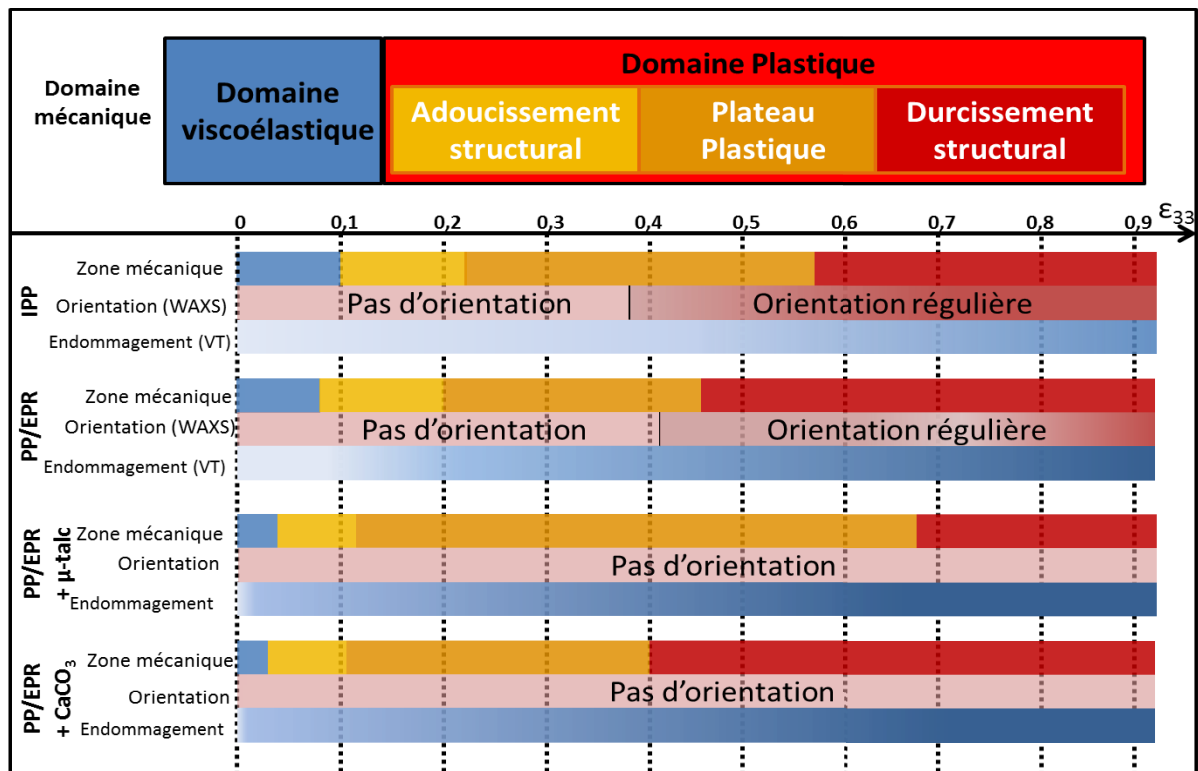 Domaine
mécanique
Domaine
viscoélastique
Domaine Plastique
Adoucissement
structural
Plateau
Plastique
Durcissement
structural
0 0,1 0,2 0,3 0,4 0,5 0,6 0,7 0,8 0,9 ε33
IPP
Zone mécanique
Orientation (WAXS) Pas d'orientation Orientation régulière
Endommagement (VT)
PP/EPR
Zone mécanique
Orientation (WAXS) Pas d'orientation Orientation régulière
Endommagement (VT)
PP/EPR
+ μ-talc
Zone mécanique
Orientation Pas d'orientation
Endommagement
PP/EPR
+ CaCO3
Zone mécanique
Orientation Pas d'orientation
Endommagement